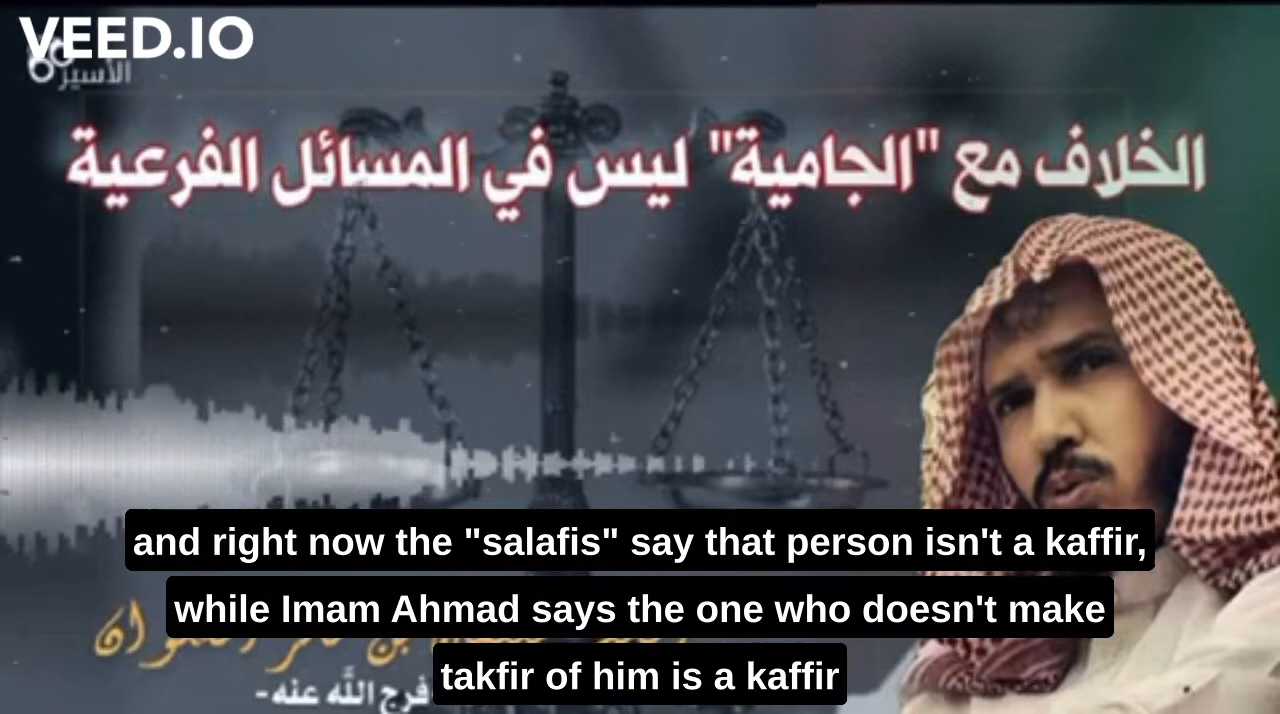 VEED.IO
الأسير
الخلاف مع "الجامية" ليس في المسائل الفرعية
and right now the "salafis" say that person isn't a kaffir,
while Imam Ahmad says the one who doesn't make
takfir of him is a kaffir
فرج الله عنه-